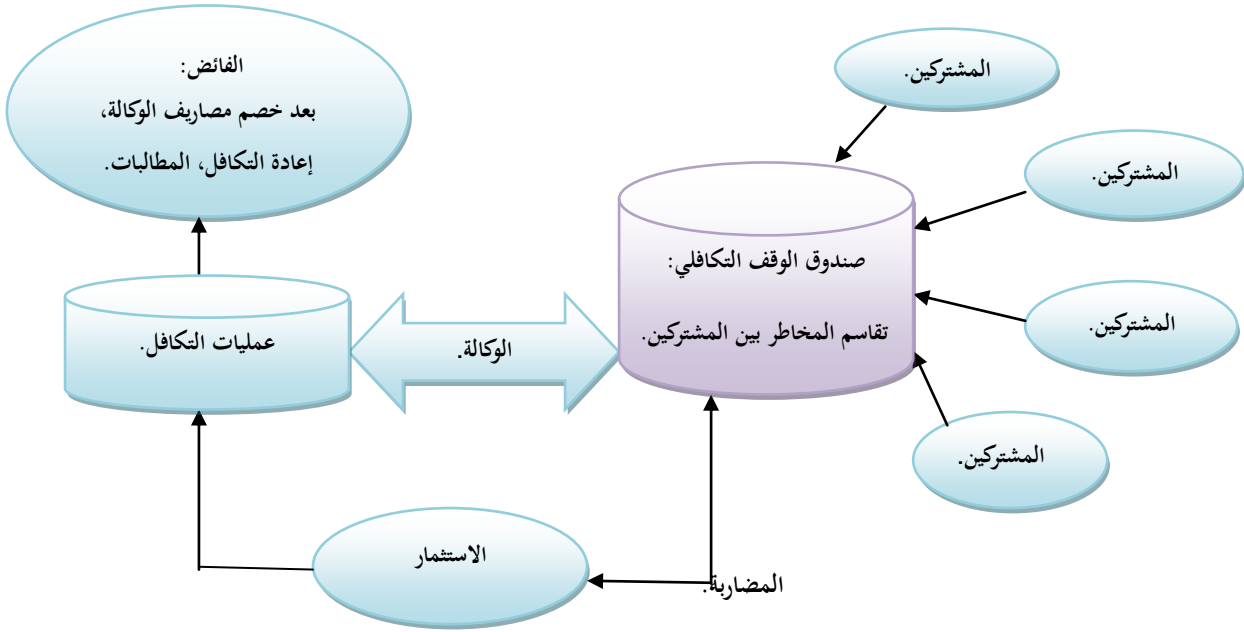 المشتركين.
الفائض:
بعد خصم مصاريف الوكالة،
إعادة التكافل، المطالبات.
المشتركين.
صندوق الوقف التكافلي:
تقاسم المخاطر بين المشتركين.
المشتركين.
الوكالة.
عمليات التكافل.
المشتركين.
الاستثمار
المضاربة.